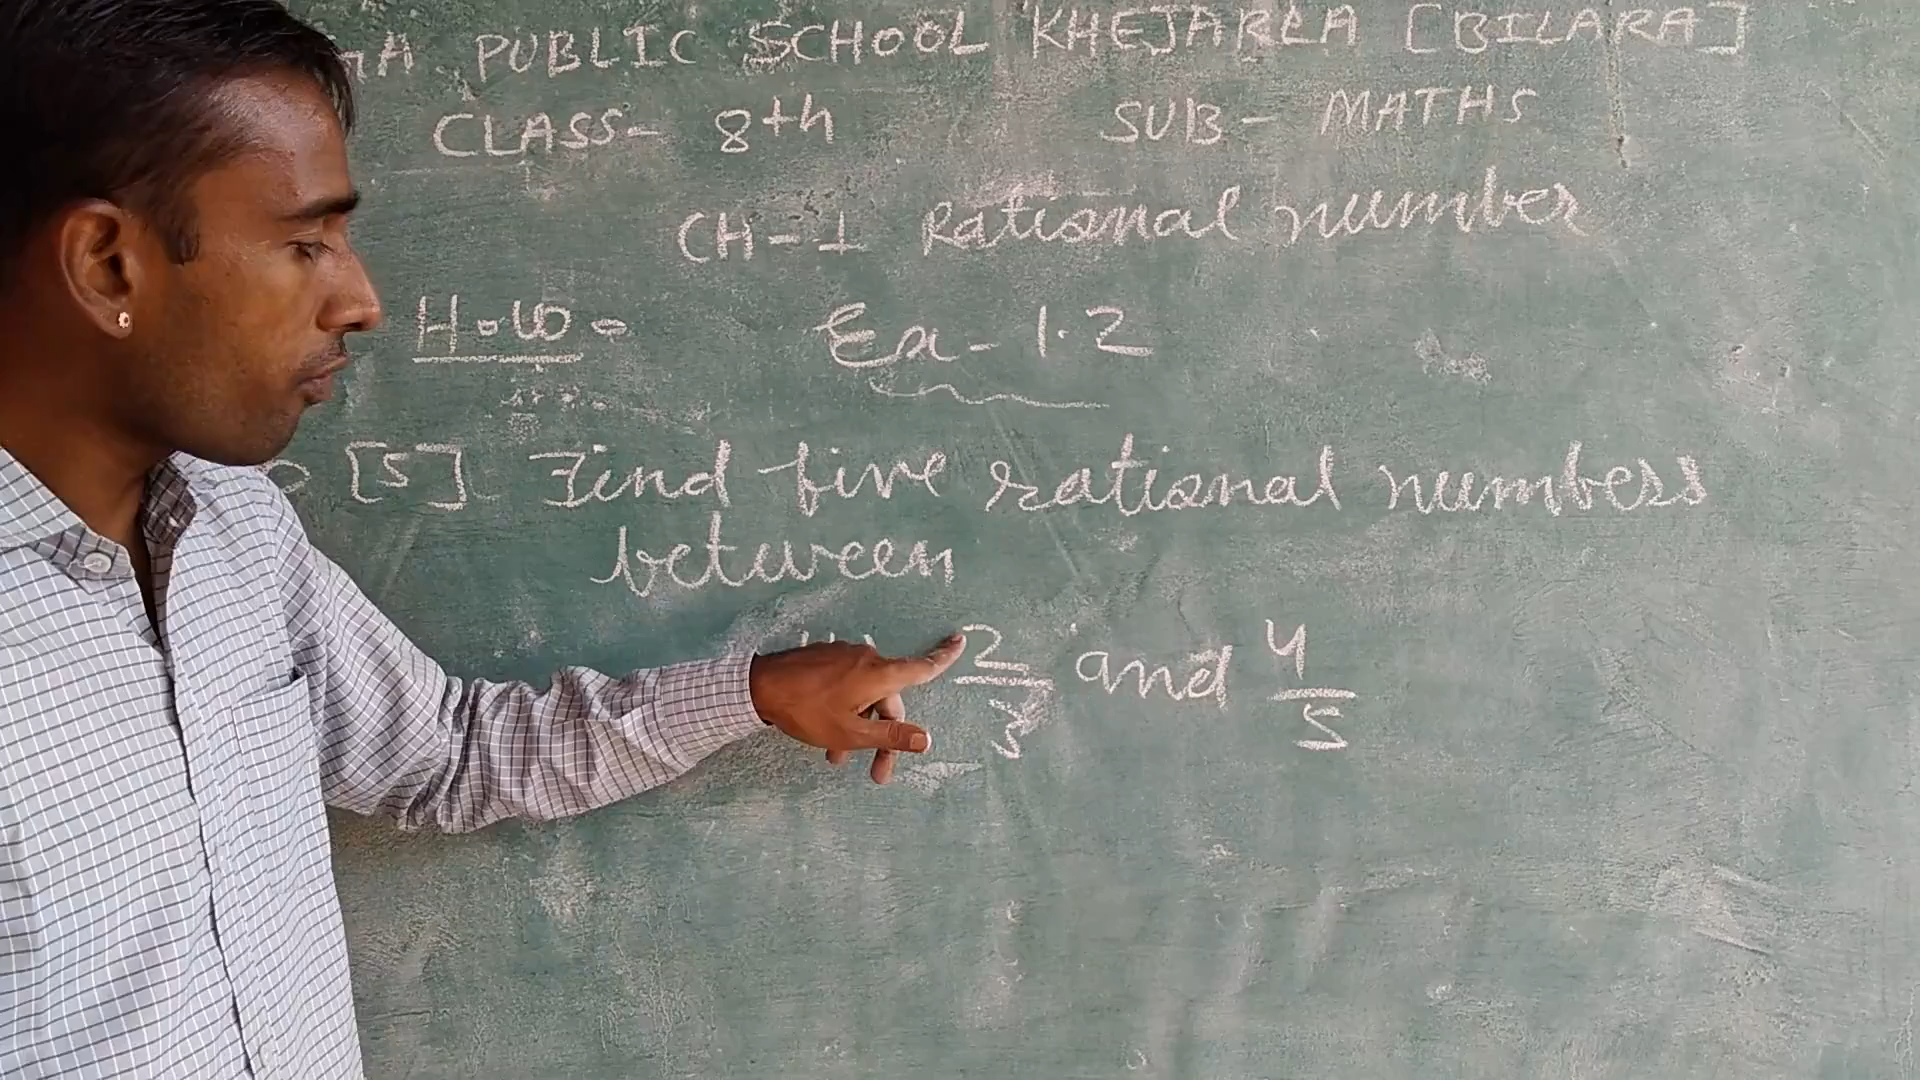 PUBLIC SCHOOL KHEJARLA [BILARA]
CLASS- 8th SUB- MATHS
CH-1 Rational number
H.W. Ex-1.2
[5] Find five rational numbers
between
2/3 and 4/5